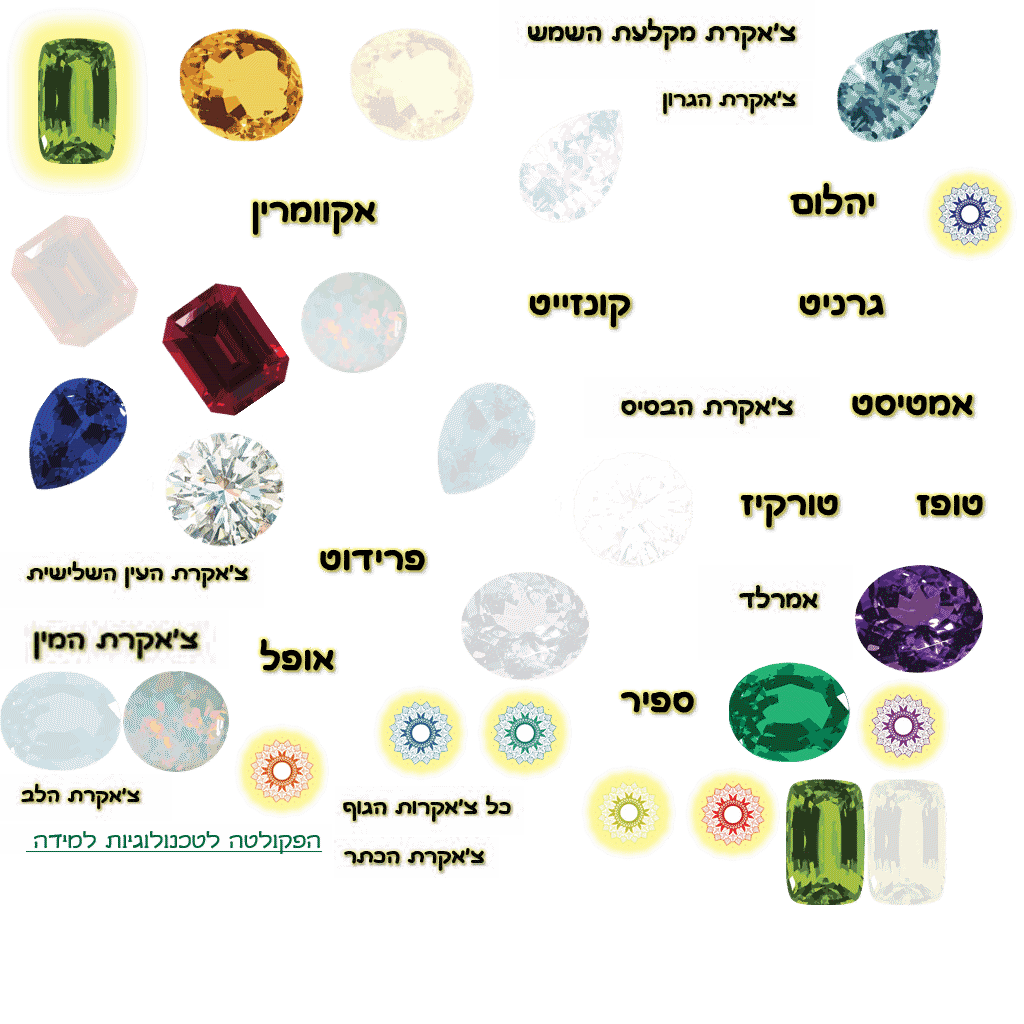 צ'אקרת מקלעת השמש
צ'אקרת הגרון
יהלום
אקוומרין
קונזייט
גרניט
אמטיסט
צ'אקרת הבסיס
טופז
טורקיז
פרידוט
צ'אקרת העין השלישית
אמרלד
צ'אקרת המין
אופל
ספיר
צ'אקרת הלב
כל צ'אקרות הגוף
הפקולטה לטכנולוגיות למידה
צ'אקרת הכתר